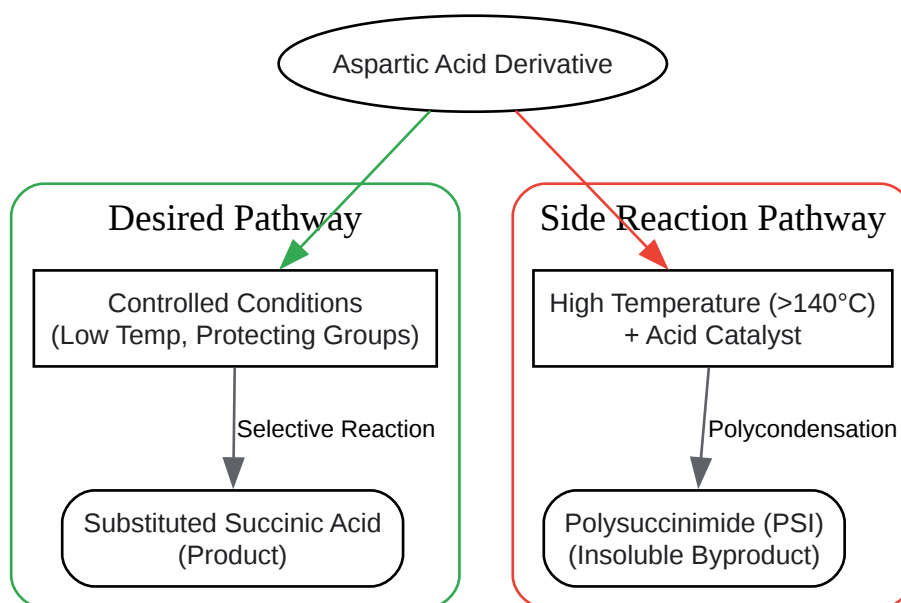 Aspartic Acid Derivative
Desired Pathway
Controlled Conditions
(Low Temp, Protecting Groups)
Selective Reaction
Substituted Succinic Acid
(Product)
Side Reaction Pathway
High Temperature (>140°C)
+ Acid Catalyst
Polycondensation
Polysuccinimide (PSI)
(Insoluble Byproduct)